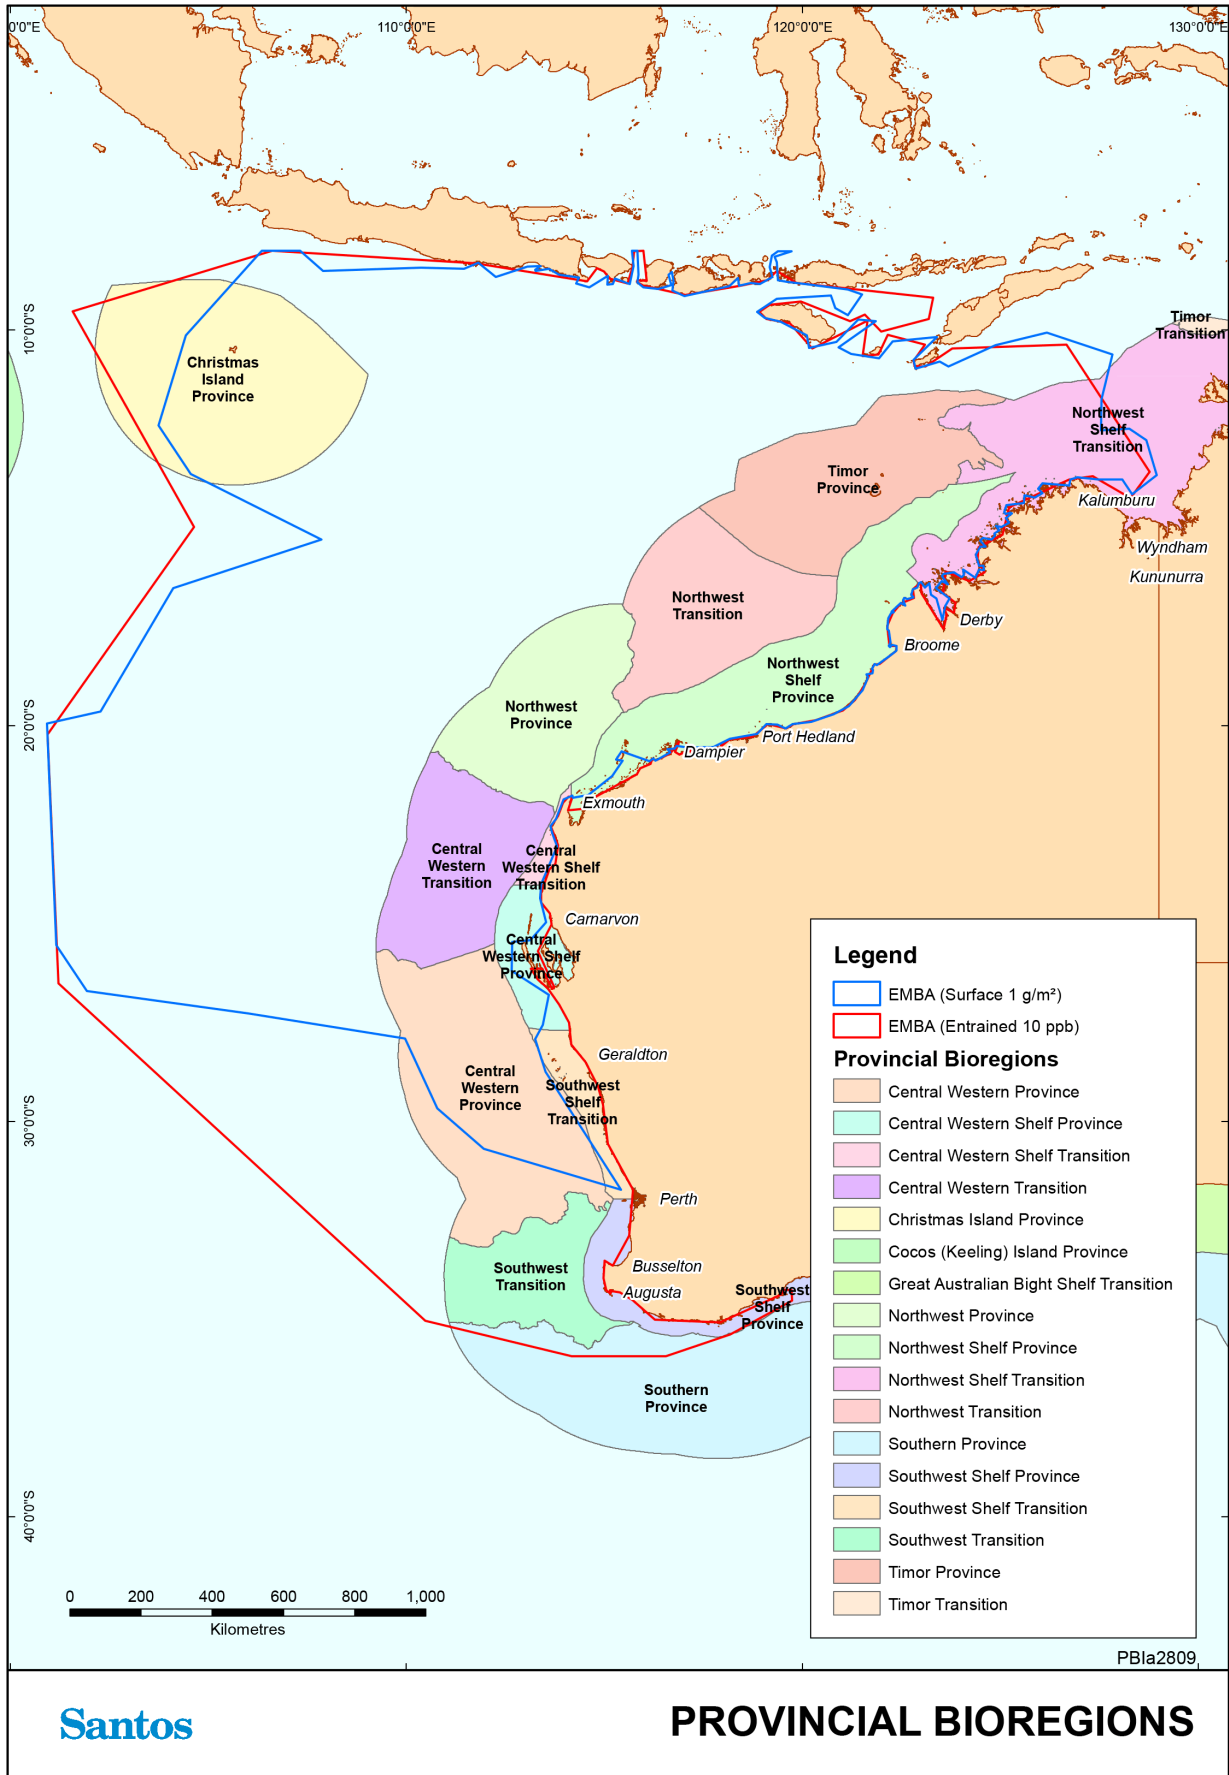 0'0"E
110°0'0"E
120°0'0"E
130°0'0"E
10°0'0"S
20°0'0"S
30°0'0"S
40°0'0"S
Timor
Transition
Christmas
Island
Province
Northwest
Shelf
Transition
Timor
Province
Kalumburu
Wyndham
Kununurra
Northwest
Transition
Derby
Broome
Northwest
Shelf
Province
Northwest
Province
Port Hedland
Dampier
Exmouth
Central
Western
Transition
Central
Western Shelf
Transition
Carnarvon
Central
Western Shelf
Province
Geraldton
Central
Western
Province
Southwest
Shelf
Transition
Perth
Southwest
Transition
Busselton
Augusta
Southwest
Shelf
Province
Southern
Province
Legend
EMBA (Surface 1 g/m²)
EMBA (Entrained 10 ppb)
Provincial Bioregions
Central Western Province
Central Western Shelf Province
Central Western Shelf Transition
Central Western Transition
Christmas Island Province
Cocos (Keeling) Island Province
Great Australian Bight Shelf Transition
Northwest Province
Northwest Shelf Province
Northwest Shelf Transition
Northwest Transition
Southern Province
Southwest Shelf Province
Southwest Shelf Transition
Southwest Transition
Timor Province
Timor Transition
0 200 400 600 800 1,000
Kilometres
PBIa2809
Santos
PROVINCIAL BIOREGIONS